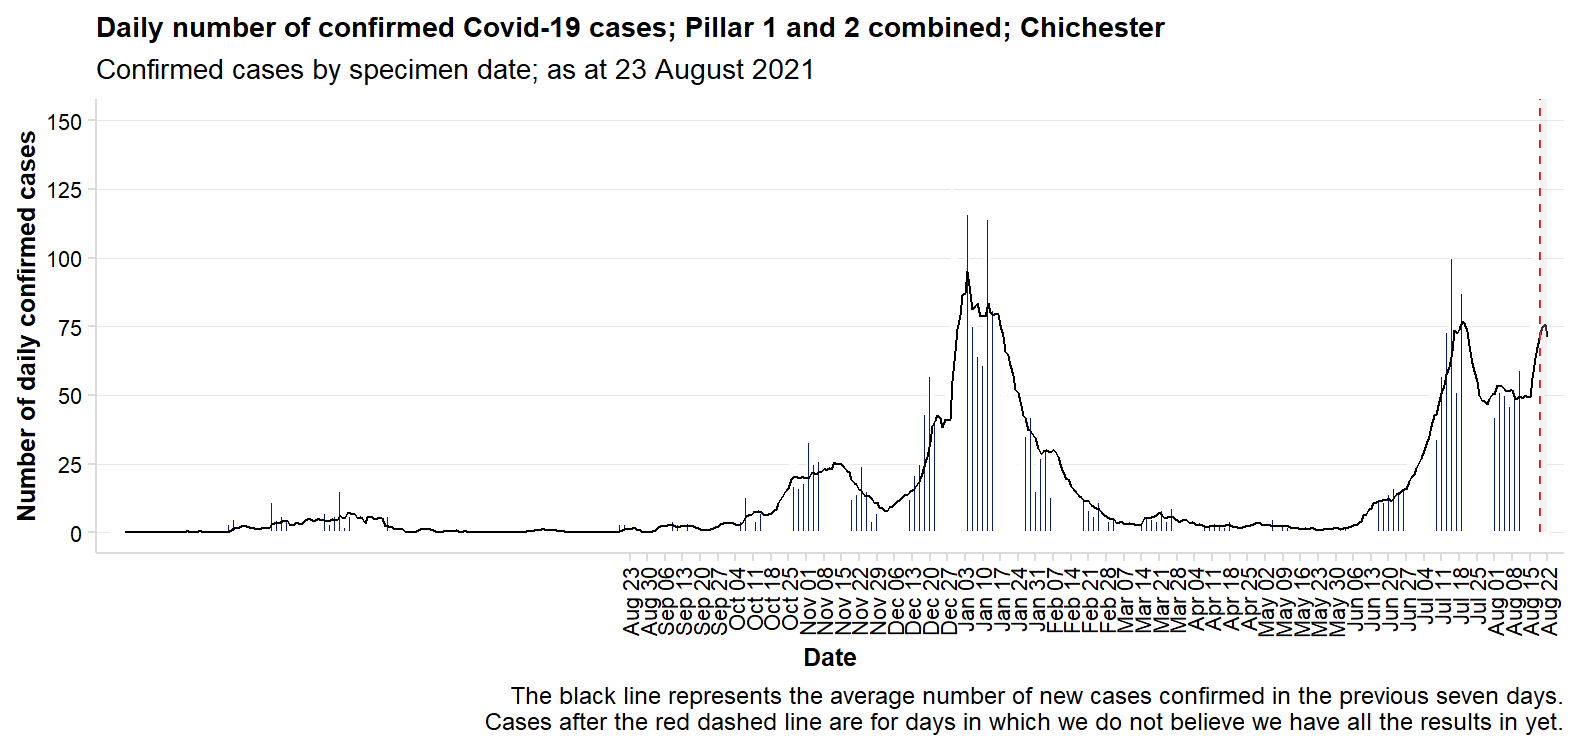 Daily number of confirmed Covid-19 cases; Pillar 1 and 2 combined; Chichester
Confirmed cases by specimen date; as at 23 August 2021
Number of daily confirmed cases
150
125
100
75
50
25
0
Aug 23
Aug 30
Sep 06
Sep 13
Sep 20
Sep 27
Oct 04
Oct 11
Oct 18
Oct 25
Nov 01
Nov 08
Nov 15
Nov 22
Nov 29
Dec 06
Dec 13
Dec 20
Dec 27
Jan 03
Jan 10
Jan 17
Jan 24
Jan 31
Feb 07
Feb 14
Feb 21
Feb 28
Mar 07
Mar 14
Mar 21
Mar 28
Apr 04
Apr 11
Apr 18
Apr 25
May 02
May 09
May 16
May 23
May 30
Jun 06
Jun 13
Jun 20
Jun 27
Jul 04
Jul 11
Jul 18
Jul 25
Aug 01
Aug 08
Aug 15
Aug 22
Date
The black line represents the average number of new cases confirmed in the previous seven days.
Cases after the red dashed line are for days in which we do not believe we have all the results in yet.